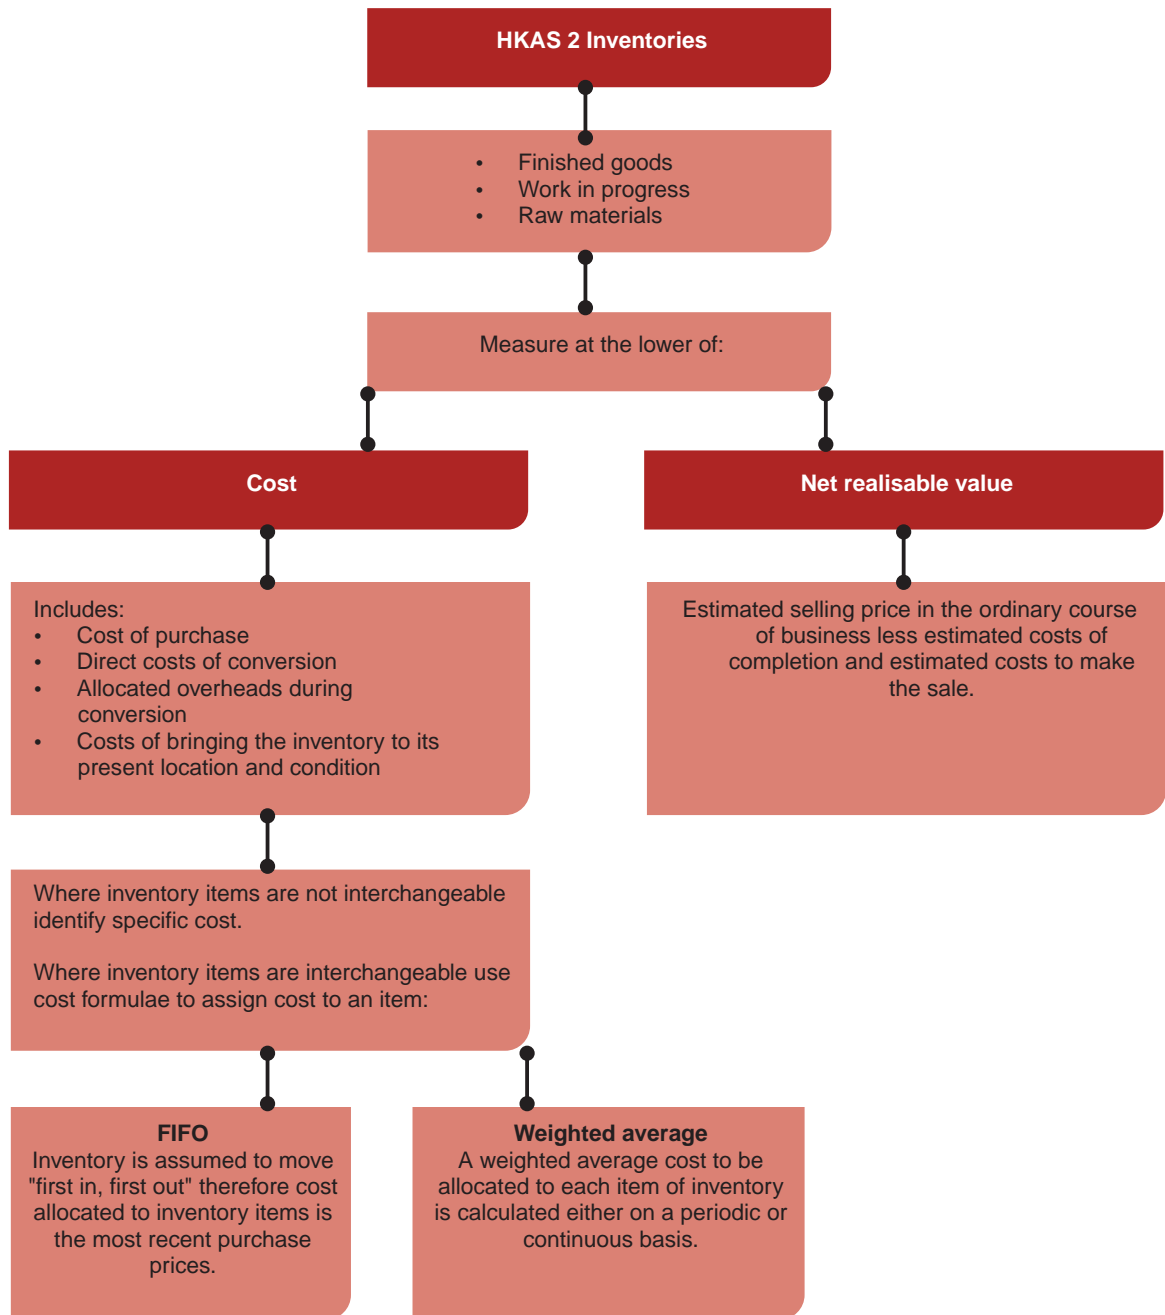 HKAS 2 Inventories
• Finished goods
• Work in progress
• Raw materials
Measure at the lower of:
Cost
Net realisable value
Includes:
• Cost of purchase
• Direct costs of conversion
• Allocated overheads during
conversion
• Costs of bringing the inventory to its
present location and condition
Estimated selling price in the ordinary course
of business less estimated costs of
completion and estimated costs to make
the sale.
Where inventory items are not interchangeable
identify specific cost.
Where inventory items are interchangeable use
cost formulae to assign cost to an item:
FIFO
Inventory is assumed to move
"first in, first out" therefore cost
allocated to inventory items is
the most recent purchase
prices.
Weighted average
A weighted average cost to be
allocated to each item of inventory
is calculated either on a periodic or
continuous basis.